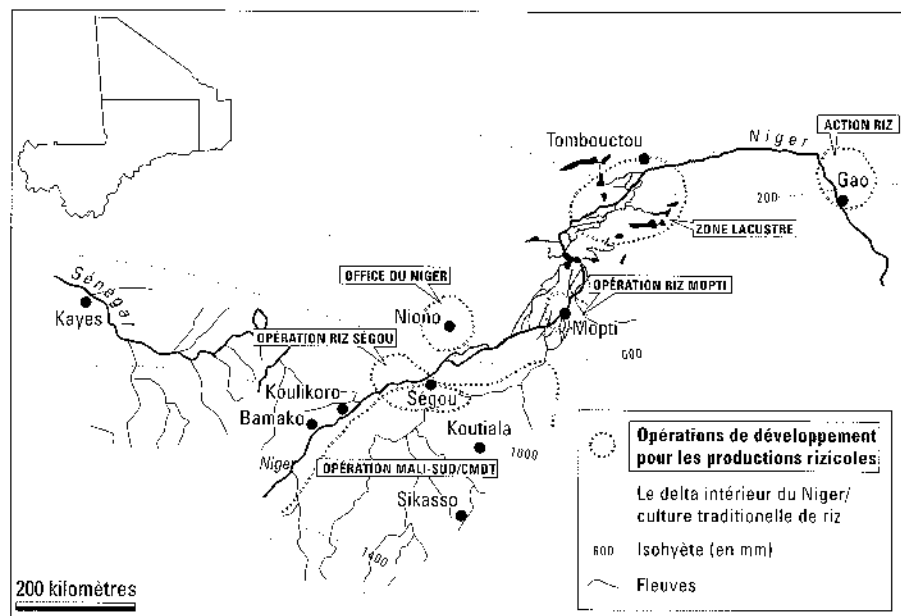 Tombouctou
Niger
ACTION RIZ
Gao
200
ZONE LACUSTRE
OFFICE DU NIGER
Niono
OPÉRATION RIZ MOPTI
Mopti
600
Sénégal
Kayes
OPÉRATION RIZ SÉGOU
Koulikoro
Bamako
Ségou
Koutiala
1000
Niger
OPÉRATION MALI-SUD/CMDT
Sikasso
1400
200 kilomètres
Opérations de développement
pour les productions rizicoles
Le delta intérieur du Niger/
culture traditionelle de riz
600 Isohyète (en mm)
Fleuves